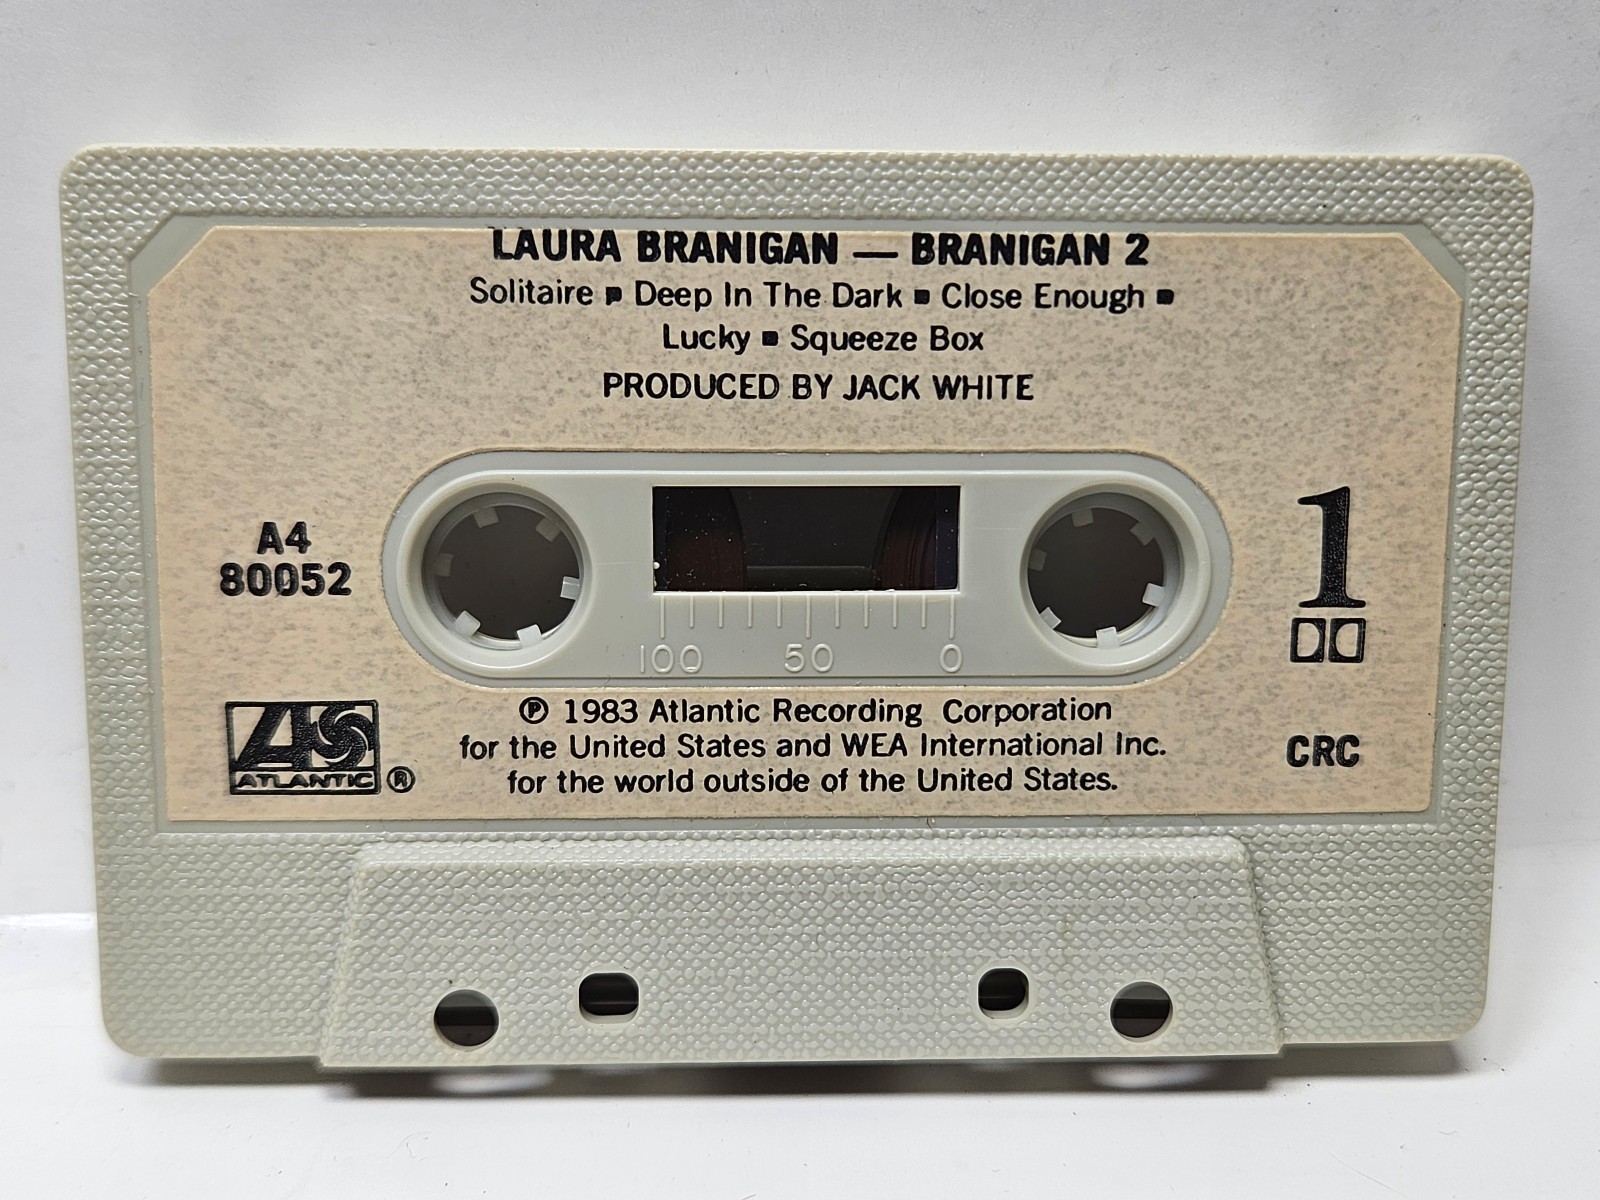 LAURA BRANIGAN — BRANIGAN 2
Solitaire ▪ Deep In The Dark ▪ Close Enough ▪
Lucky ▪ Squeeze Box
PRODUCED BY JACK WHITE
A4
80052
1
100 50 0
ATLANTIC ®
℗ 1983 Atlantic Recording Corporation
for the United States and WEA International Inc.
for the world outside of the United States.
CRC